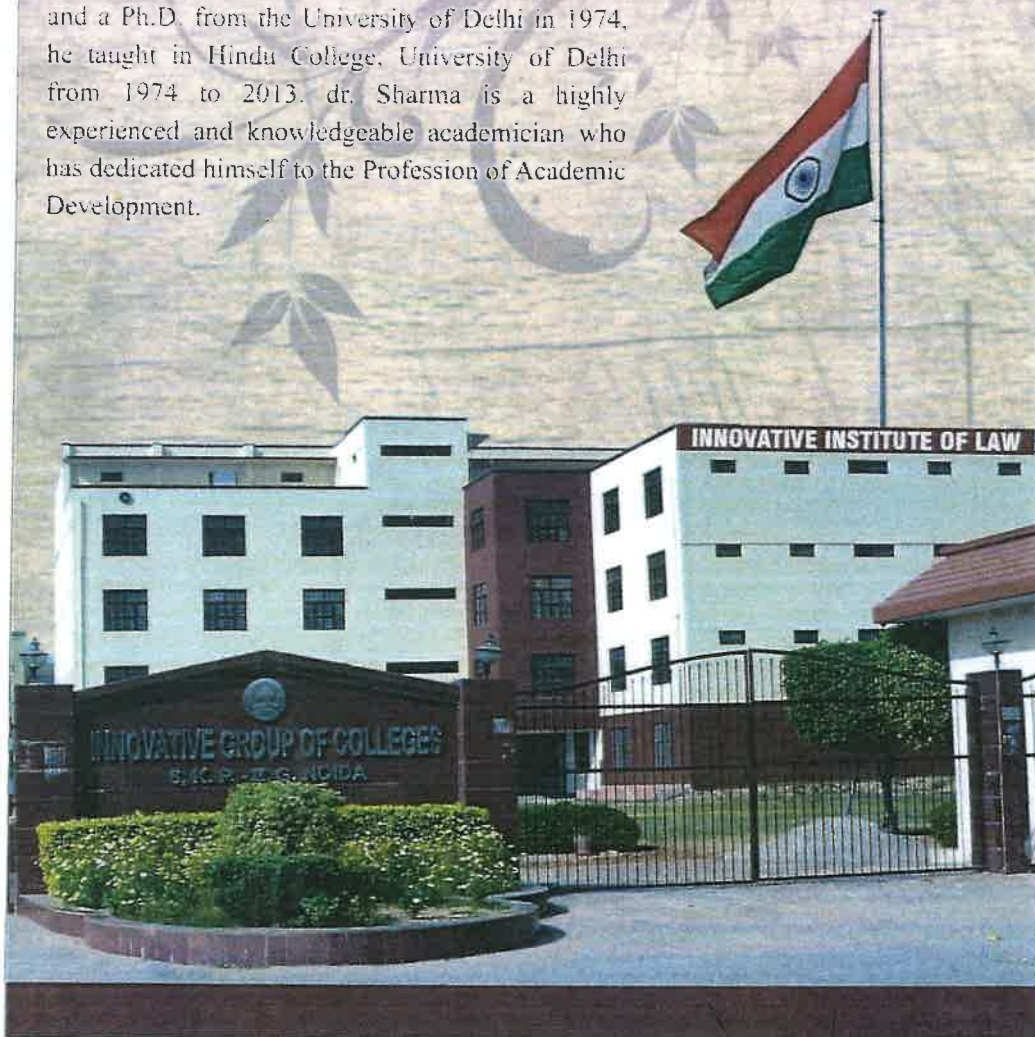 and a Ph.D. from the University of Delhi in 1974,
he taught in Hindu College, University of Delhi
from 1974 to 2013. dr. Sharma is a highly
experienced and knowledgeable academician who
has dedicated himself to the Profession of Academic
Development.
INNOVATIVE INSTITUTE OF LAW
INNOVATIVE GROUP OF COLLEGES
NOIDA